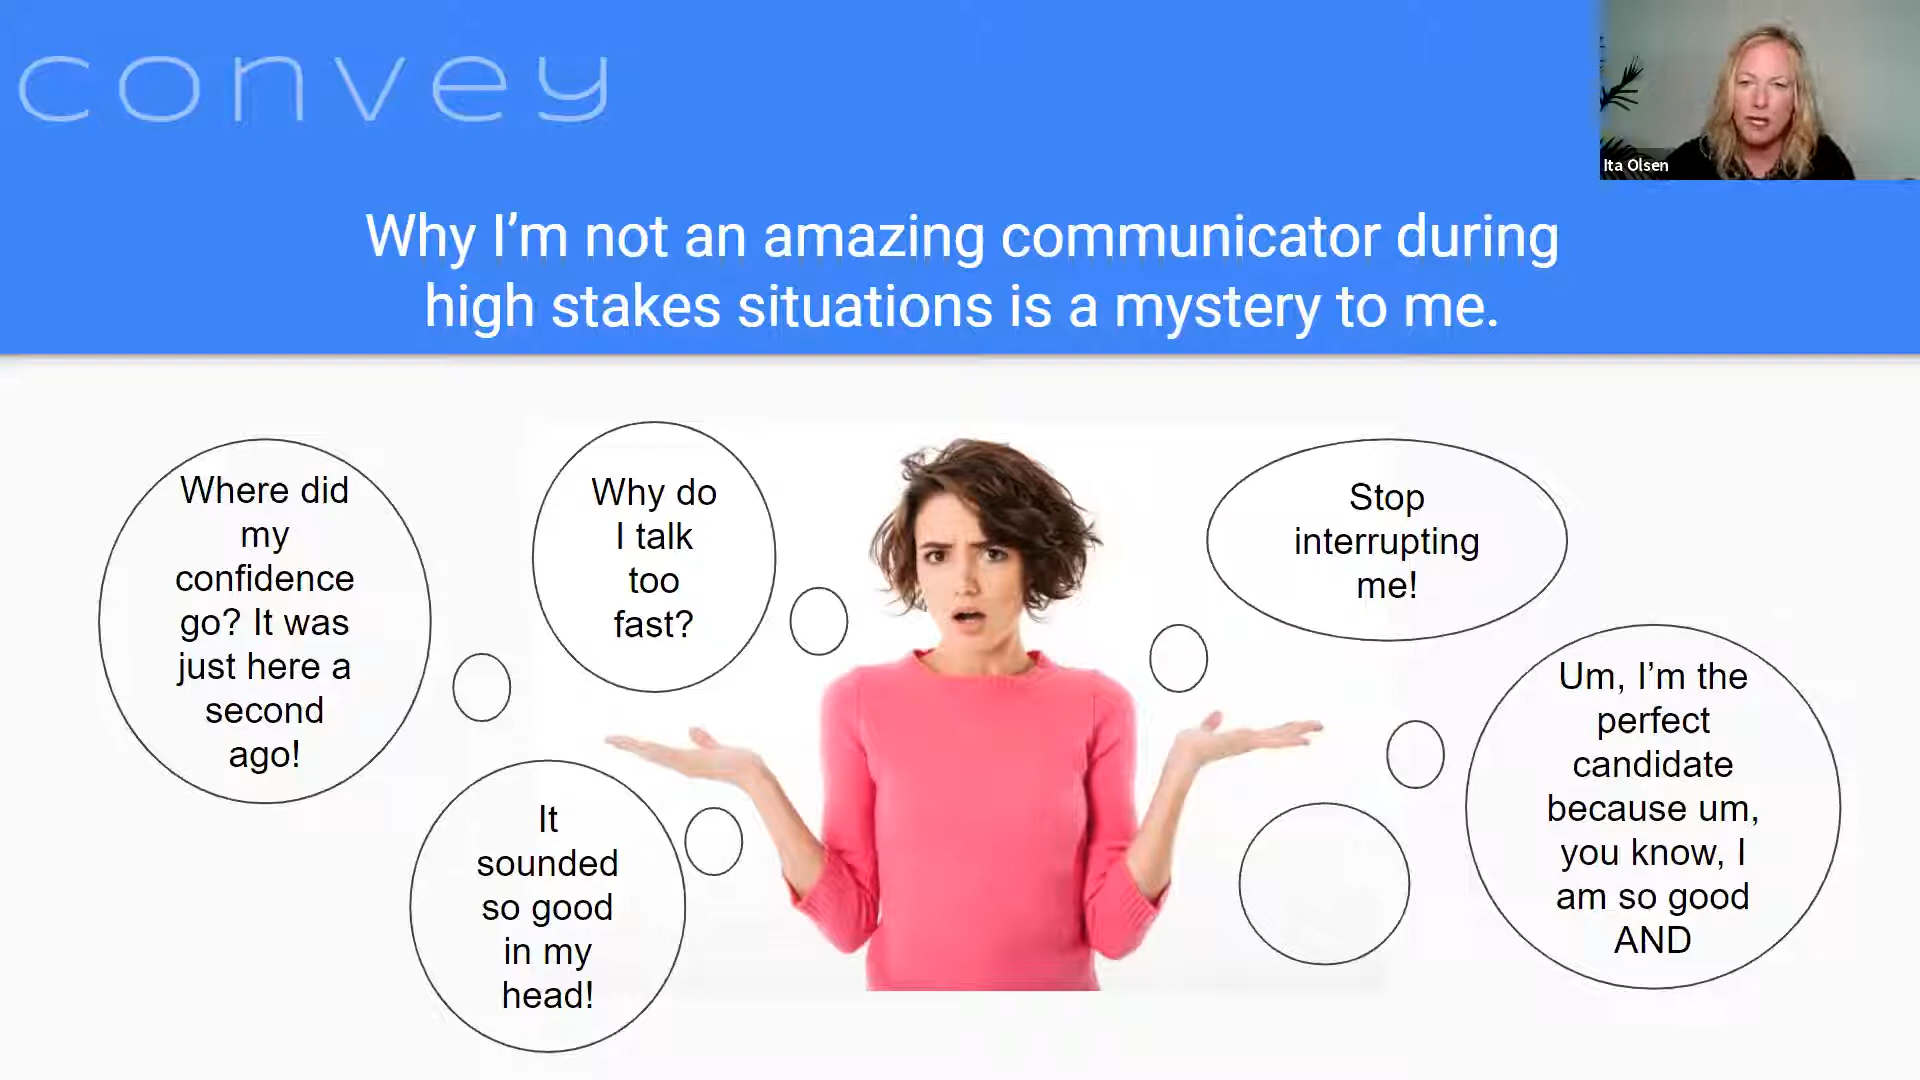 convey
Ita Olsen
Why I’m not an amazing communicator during
high stakes situations is a mystery to me.
Where did
my
confidence
go? It was
just here a
second
ago!
Why do
I talk
too
fast?
Stop
interrupting
me!
Um, I’m the
perfect
candidate
because um,
you know, I
am so good
AND
It
sounded
so good
in my
head!